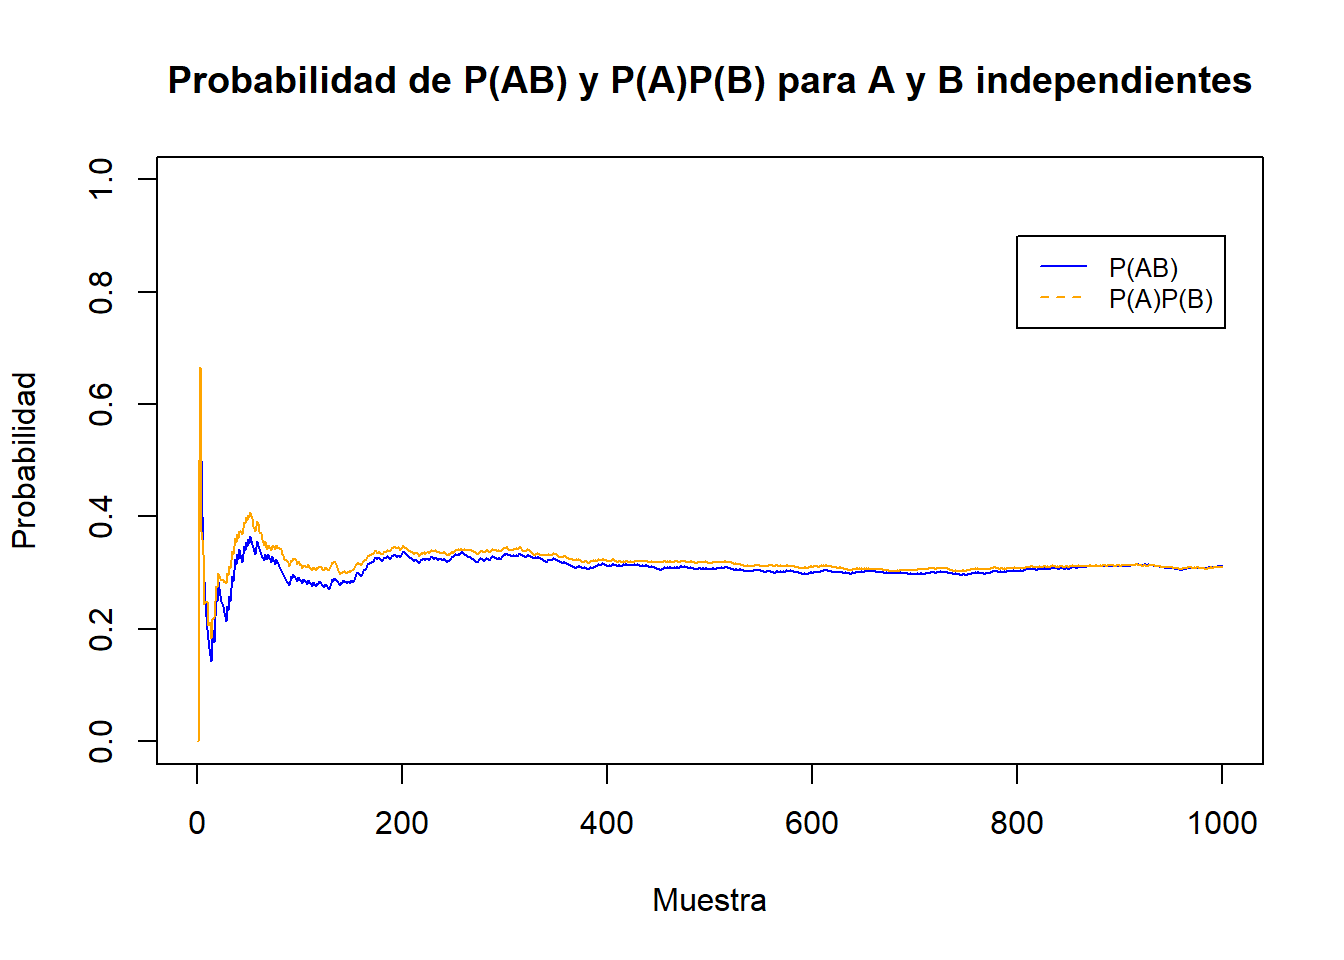 Probabilidad de P(AB) y P(A)P(B) para A y B independientes
1.0
0.8
0.6
0.4
0.2
0.0
Probabilidad
P(AB)
P(A)P(B)
0 200 400 600 800 1000
Muestra